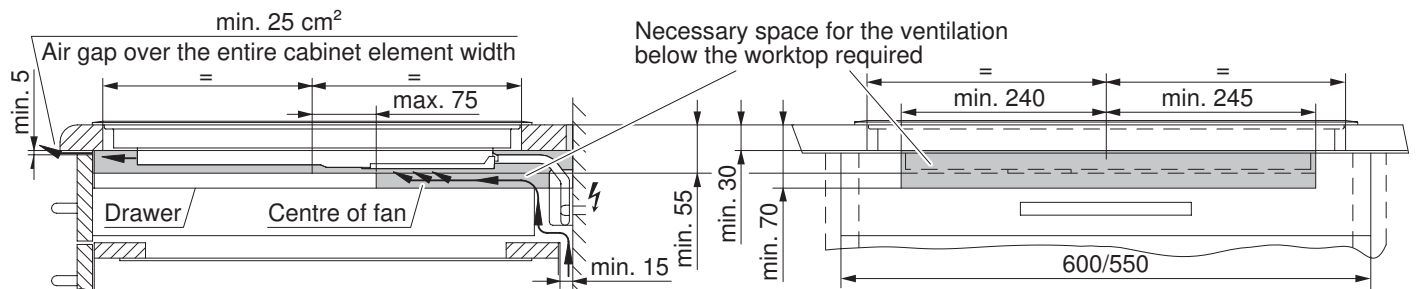 min. 25 cm²
Air gap over the entire cabinet element width
min. 5
=
=
max. 75
Necessary space for the ventilation
below the worktop required
=
=
min. 240
min. 245
Drawer
Centre of fan
min. 15
min. 55
min. 30
min. 70
600/550